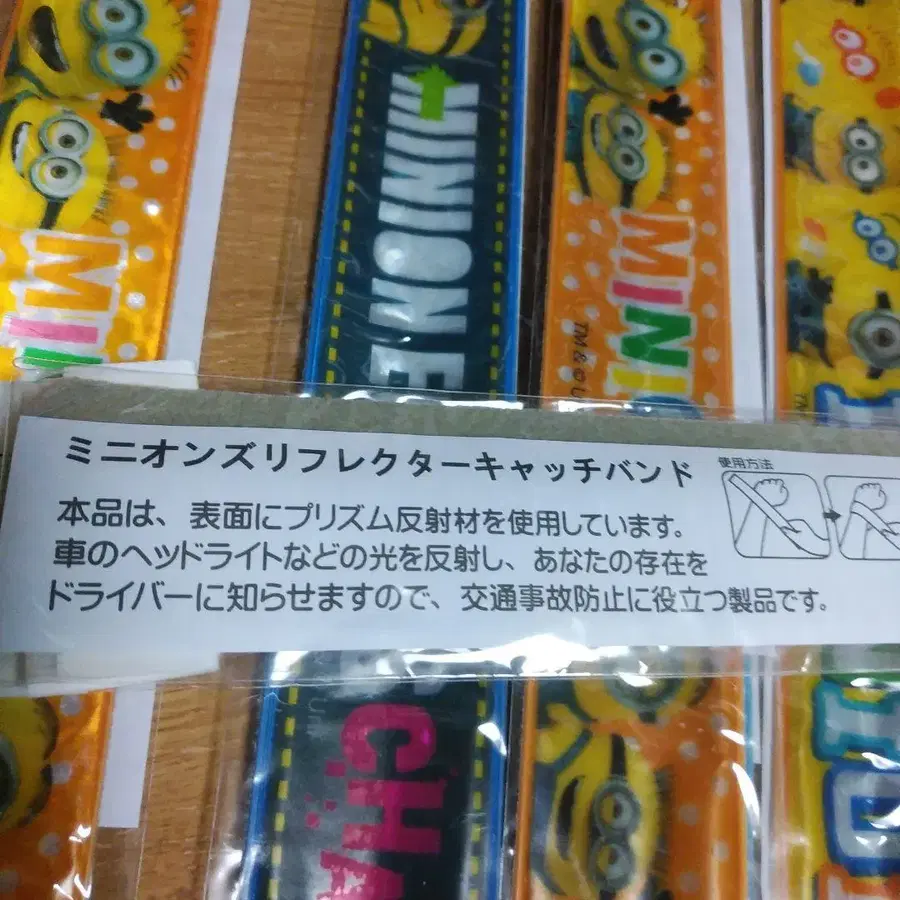 MINI
MINIONE
MINIO
TM & © U
ミニオンズリフレクターキャッチバンド
使用方法
本品は、表面にプリズム反射材を使用しています。
車のヘッドライトなどの光を反射し、あなたの存在を
ドライバーに知らせますので、交通事故防止に役立つ製品です。
CHA